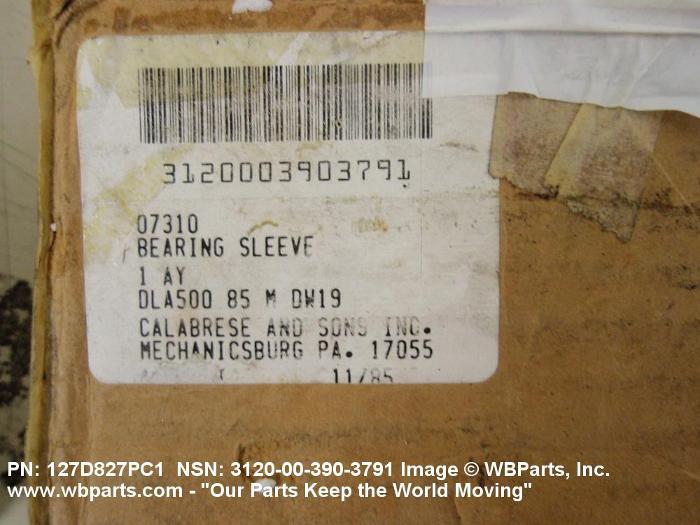 3120003903791
07310
BEARING SLEEVE
1 AY
DLA500 85 M DW19
CALABRESE AND SONS INC.
MECHANICSBURG PA. 17055
11/85
PN: 127D827PC1 NSN: 3120-00-390-3791 Image © WBParts, Inc.
www.wbparts.com - "Our Parts Keep the World Moving"